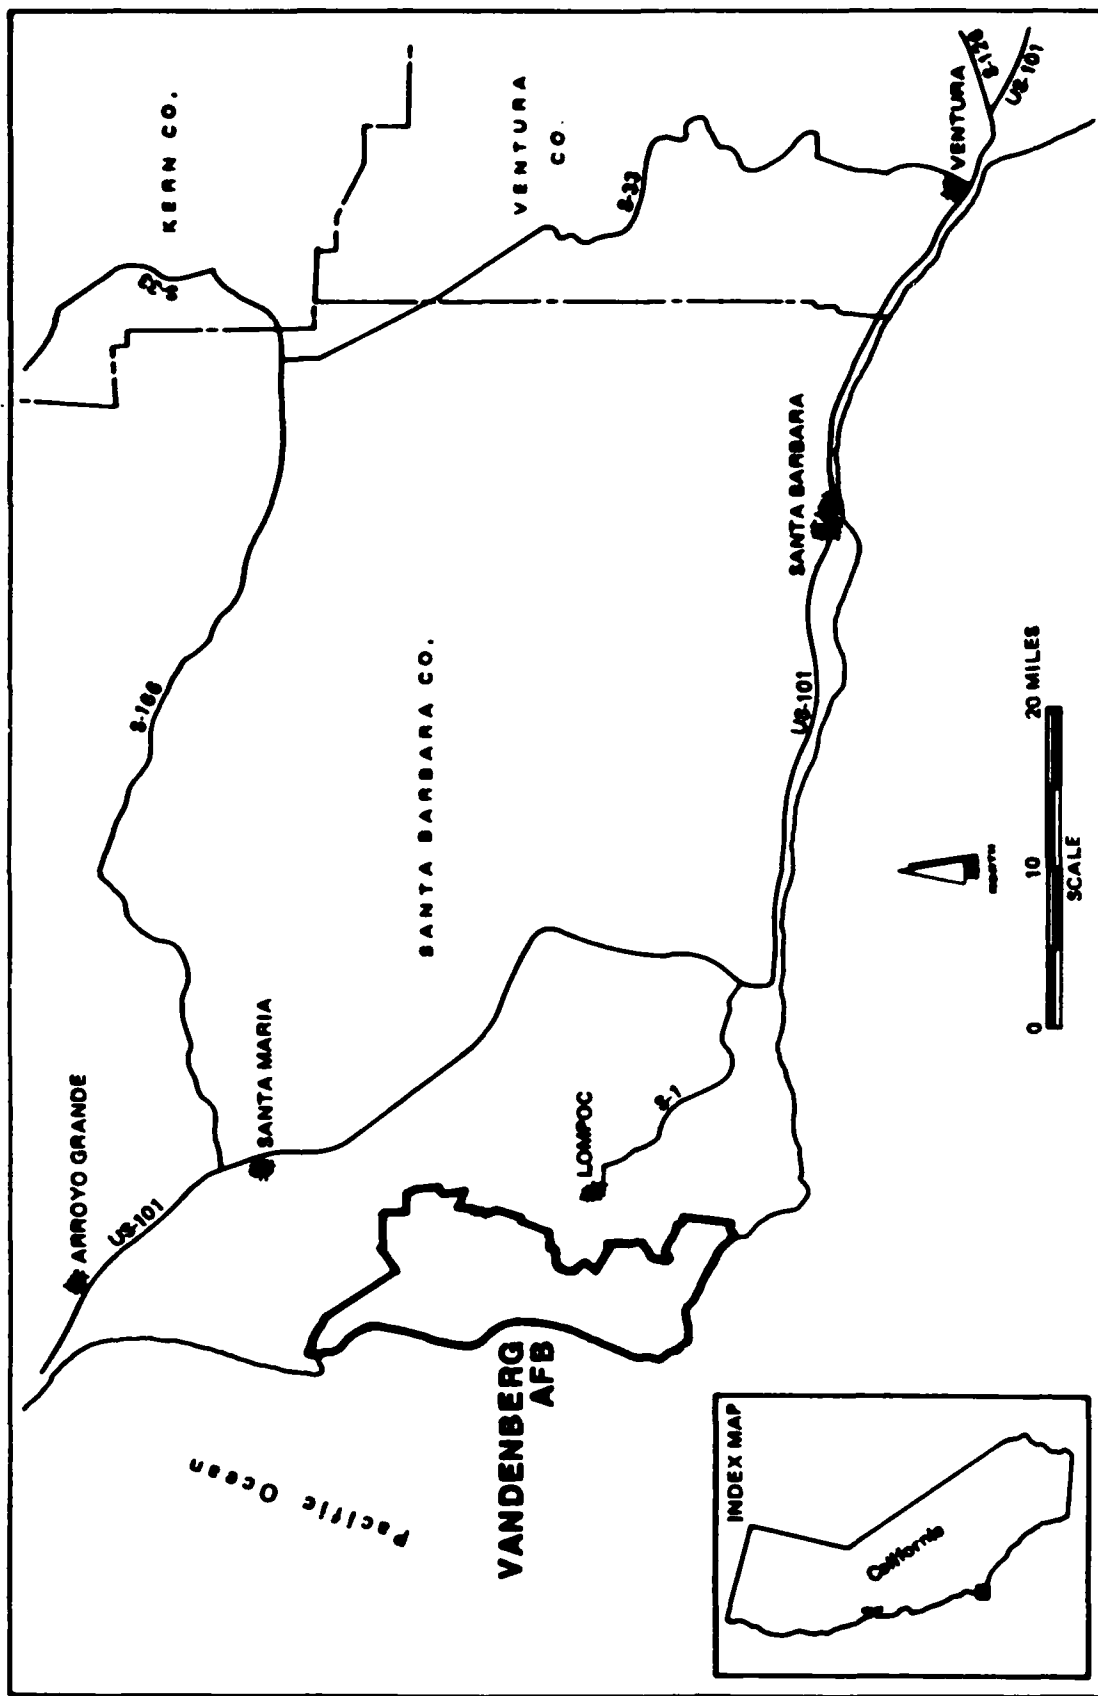 ARROYO GRANDE
US-101
S-166
KERN CO.
SANTA MARIA
SANTA BARBARA CO.
VENTURA
CO.
S-33
Pacific Ocean
VANDENBERG
AFB
LOMPOC
S-1
US-101
SANTA BARBARA
VENTURA
S-126
US-101
INDEX MAP
California
NORTH
0
10
20 MILES
SCALE